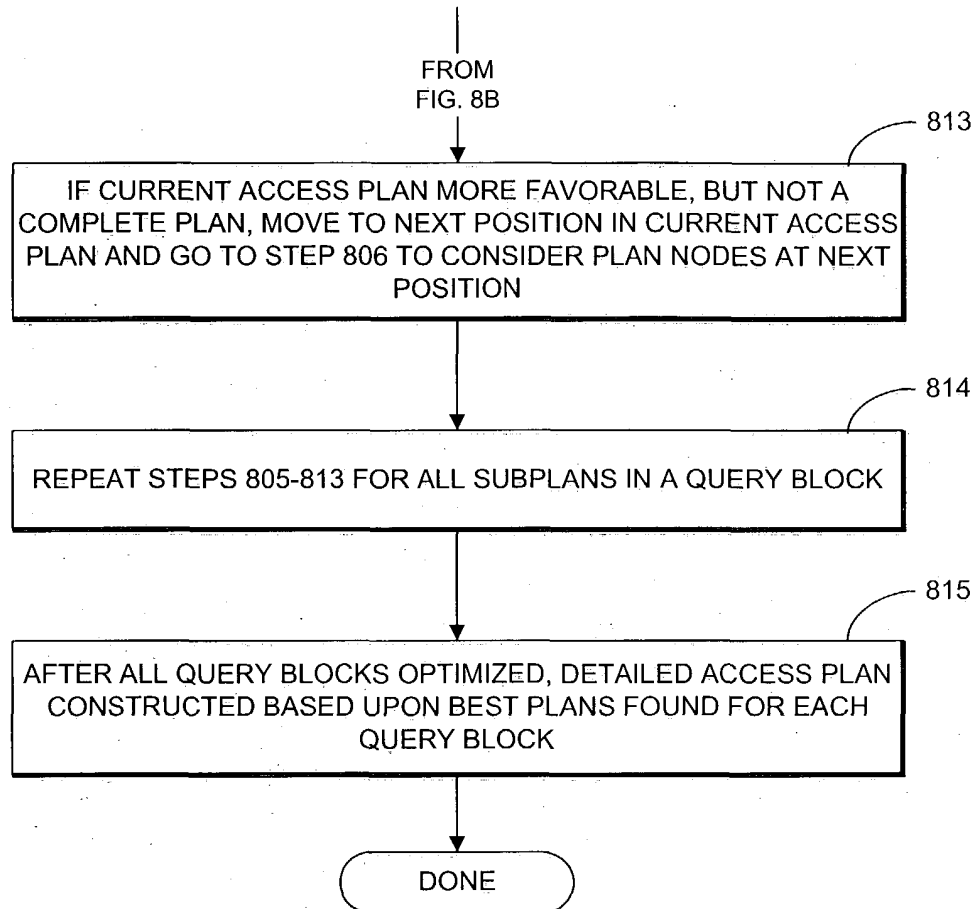 FROM
FIG. 8B
813
IF CURRENT ACCESS PLAN MORE FAVORABLE, BUT NOT A
COMPLETE PLAN, MOVE TO NEXT POSITION IN CURRENT ACCESS
PLAN AND GO TO STEP 806 TO CONSIDER PLAN NODES AT NEXT
POSITION
814
REPEAT STEPS 805-813 FOR ALL SUBPLANS IN A QUERY BLOCK
815
AFTER ALL QUERY BLOCKS OPTIMIZED, DETAILED ACCESS PLAN
CONSTRUCTED BASED UPON BEST PLANS FOUND FOR EACH
QUERY BLOCK
DONE